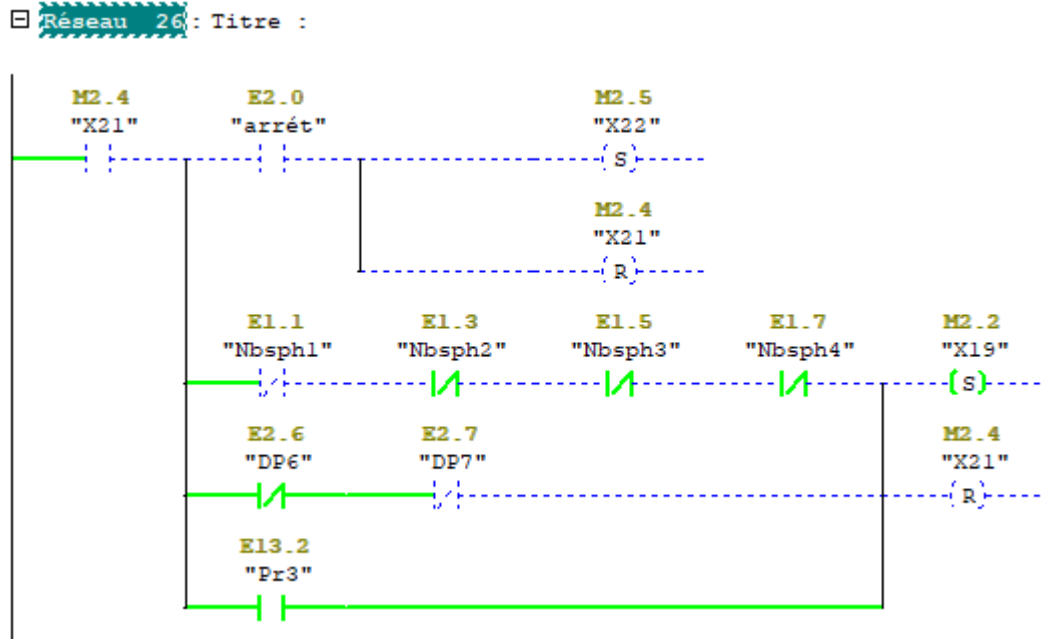 Réseau 26 : Titre :
M2.4 E2.0 M2.5
"X21" "arrét" "X22"
S
M2.4
"X21"
R
E1.1 E1.3 E1.5 E1.7 M2.2
"Nbsph1" "Nbsph2" "Nbsph3" "Nbsph4" "X19"
S
E2.6 E2.7 M2.4
"DP6" "DP7" "X21"
R
E13.2
"Pr3"